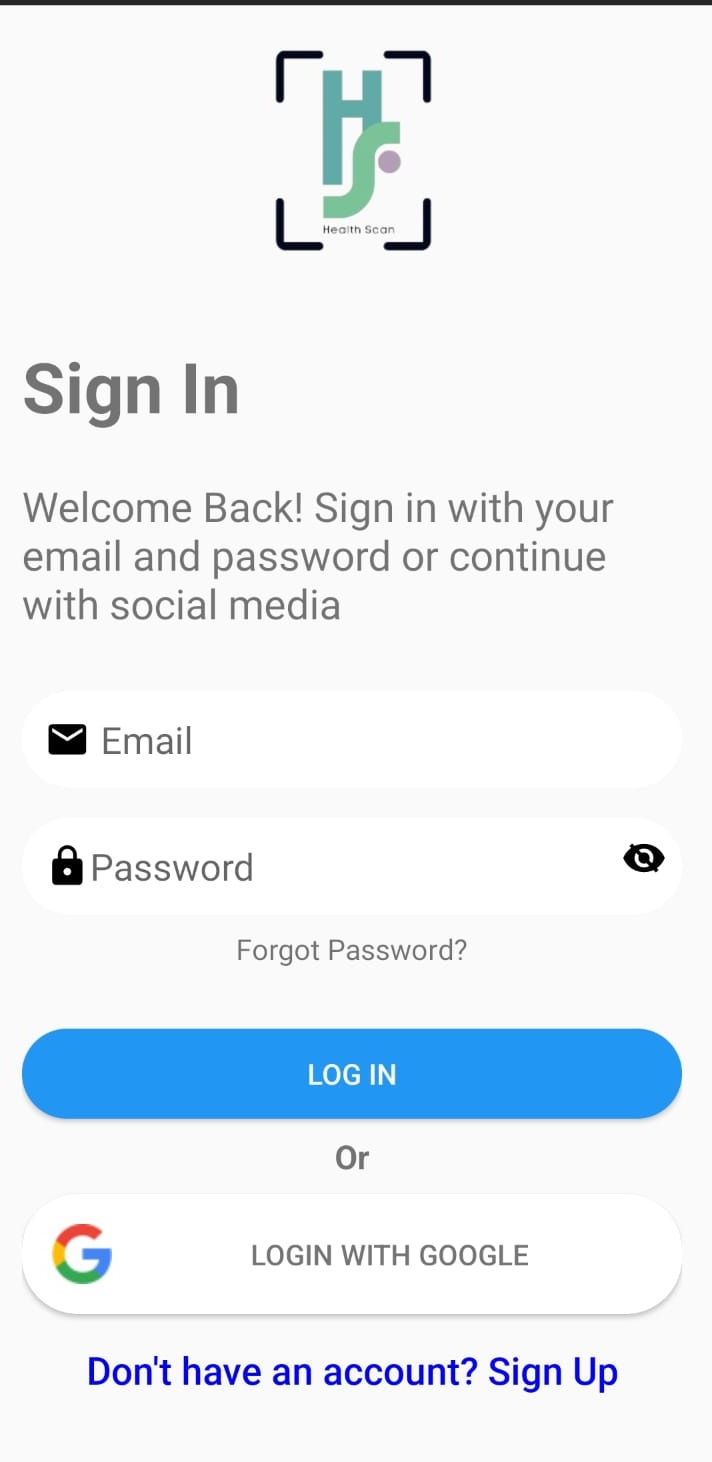 HS
Health Scan
Sign In
Welcome Back! Sign in with your
email and password or continue
with social media
Email
Password
Forgot Password?
LOG IN
Or
G
LOGIN WITH GOOGLE
Don't have an account? Sign Up